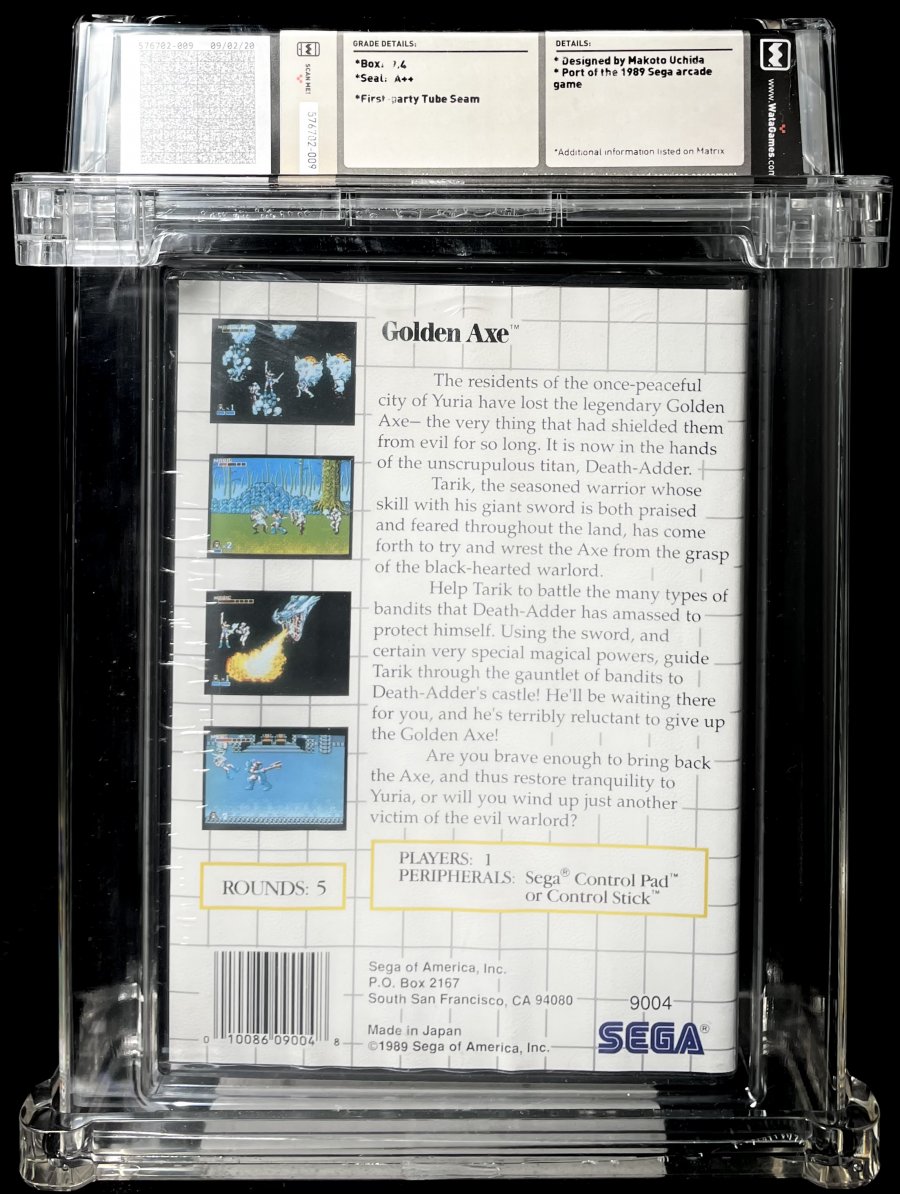 576702-009 09/02/20
SCAN ME!
576702-009
GRADE DETAILS:
*Box: 9.4
*Seal: A++
*First-party Tube Seam
DETAILS:
* Designed by Makoto Uchida
* Port of the 1989 Sega arcade
game
*Additional information listed on Matrix
www.WataGames.com
Golden Axe™
The residents of the once-peaceful
city of Yuria have lost the legendary Golden
Axe— the very thing that had shielded them
from evil for so long. It is now in the hands
of the unscrupulous titan, Death-Adder.
Tarik, the seasoned warrior whose
skill with his giant sword is both praised
and feared throughout the land, has come
forth to try and wrest the Axe from the grasp
of the black-hearted warlord.
Help Tarik to battle the many types of
bandits that Death-Adder has amassed to
protect himself. Using the sword, and
certain very special magical powers, guide
Tarik through the gauntlet of bandits to
Death-Adder's castle! He'll be waiting there
for you, and he's terribly reluctant to give up
the Golden Axe!
Are you brave enough to bring back
the Axe, and thus restore tranquility to
Yuria, or will you wind up just another
victim of the evil warlord?
ROUNDS: 5
PLAYERS: 1
PERIPHERALS: Sega® Control Pad™
or Control Stick™
0 10086 09004 8
Sega of America, Inc.
P.O. Box 2167
South San Francisco, CA 94080
Made in Japan
©1989 Sega of America, Inc.
9004
SEGA®